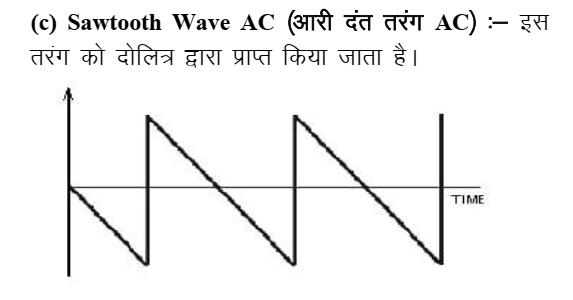 (c) Sawtooth Wave AC (आरी दंत तरंग AC) :– इस
तरंग को दोलित्र द्वारा प्राप्त किया जाता है।
TIME